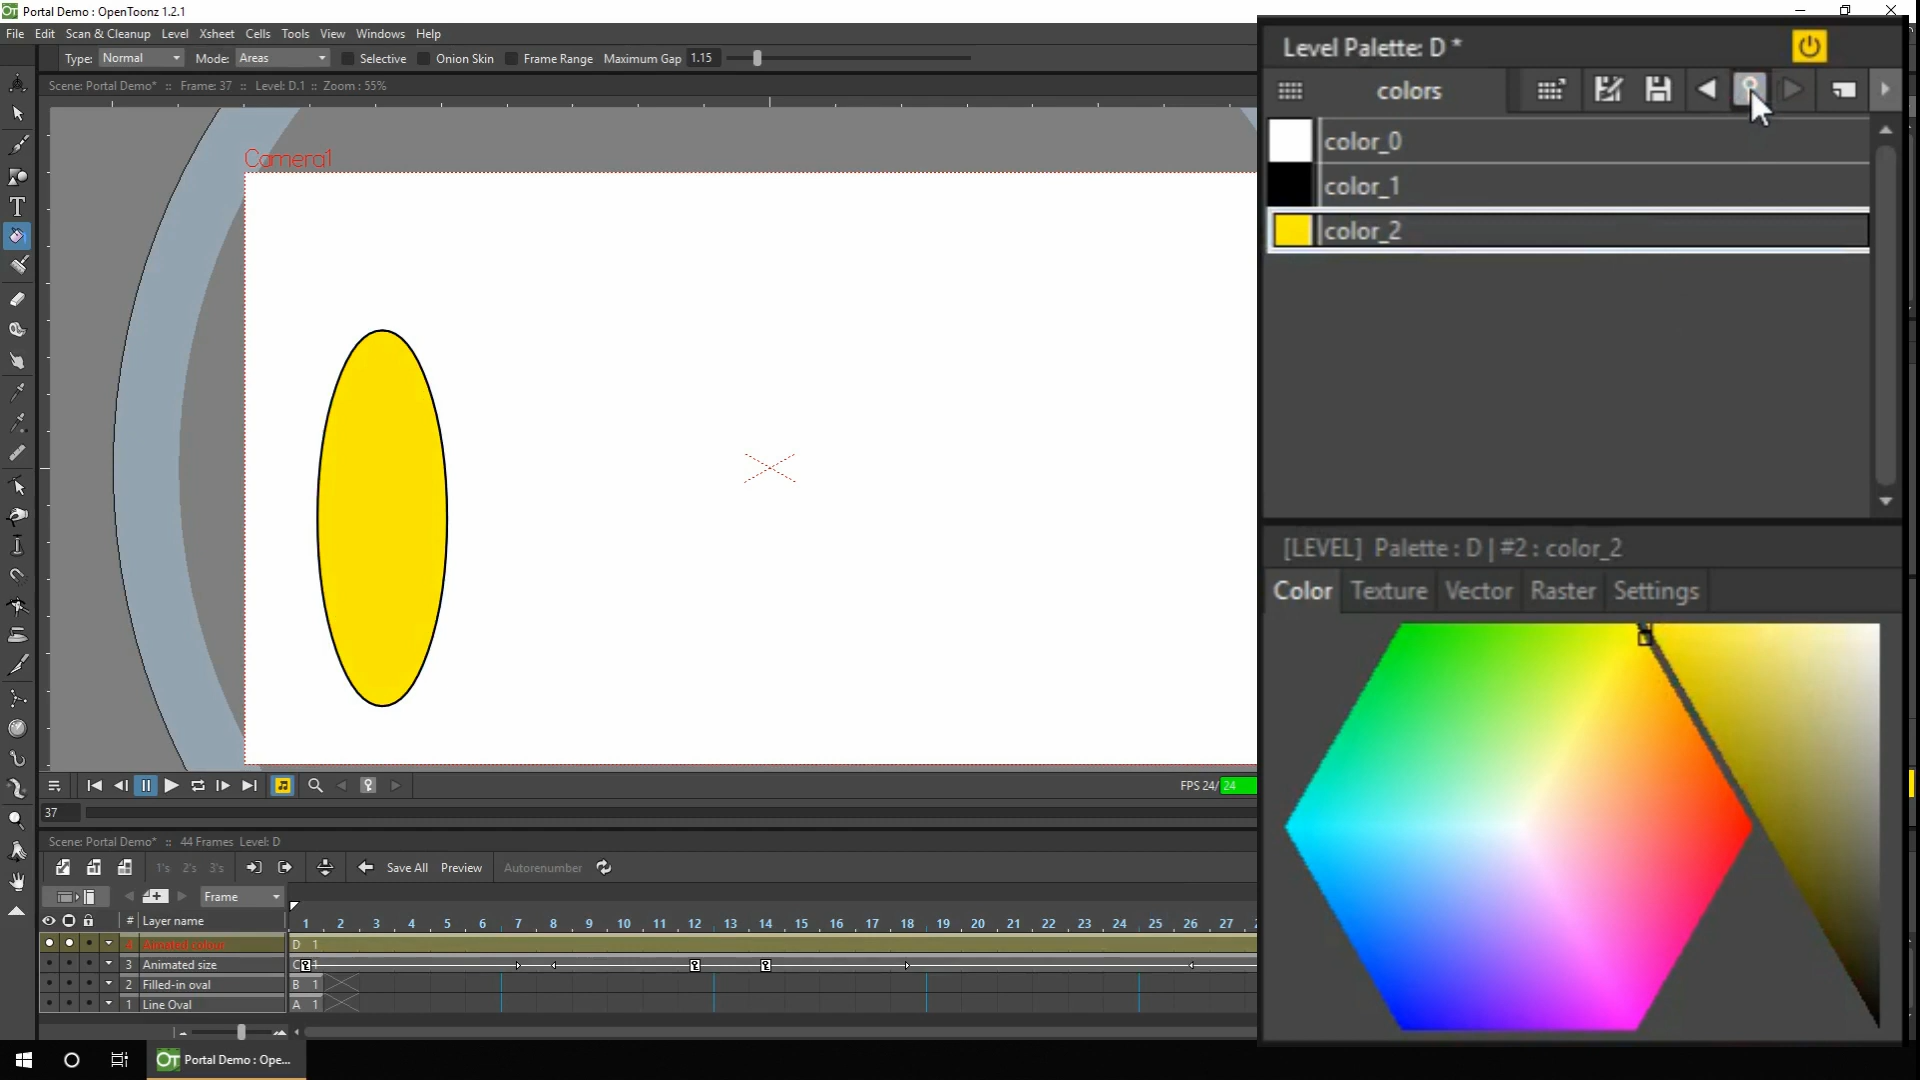 Portal Demo : OpenToonz 1.2.1
File Edit Scan & Cleanup Level Xsheet Cells Tools View Windows Help
Type: Normal Mode: Areas Selective Onion Skin Frame Range Maximum Gap 1.15
Scene: Portal Demo* :: Frame: 37 :: Level: D.1 :: Zoom : 55%
Camera1
Level Palette: D *
colors
color_0
color_1
color_2
[LEVEL] Palette : D | #2 : color_2
Color Texture Vector Raster Settings
FPS 24/ 24
37
Scene: Portal Demo* :: 44 Frames Level: D
1's 2's 3's Save All Preview Autorenumber
Frame
# Layer name 1 2 3 4 5 6 7 8 9 10 11 12 13 14 15 16 17 18 19 20 21 22 23 24 25 26 27
4 D 1
3 Animated size
2 Filled-in oval B 1
1 Line Oval A 1
OT Portal Demo : Ope...